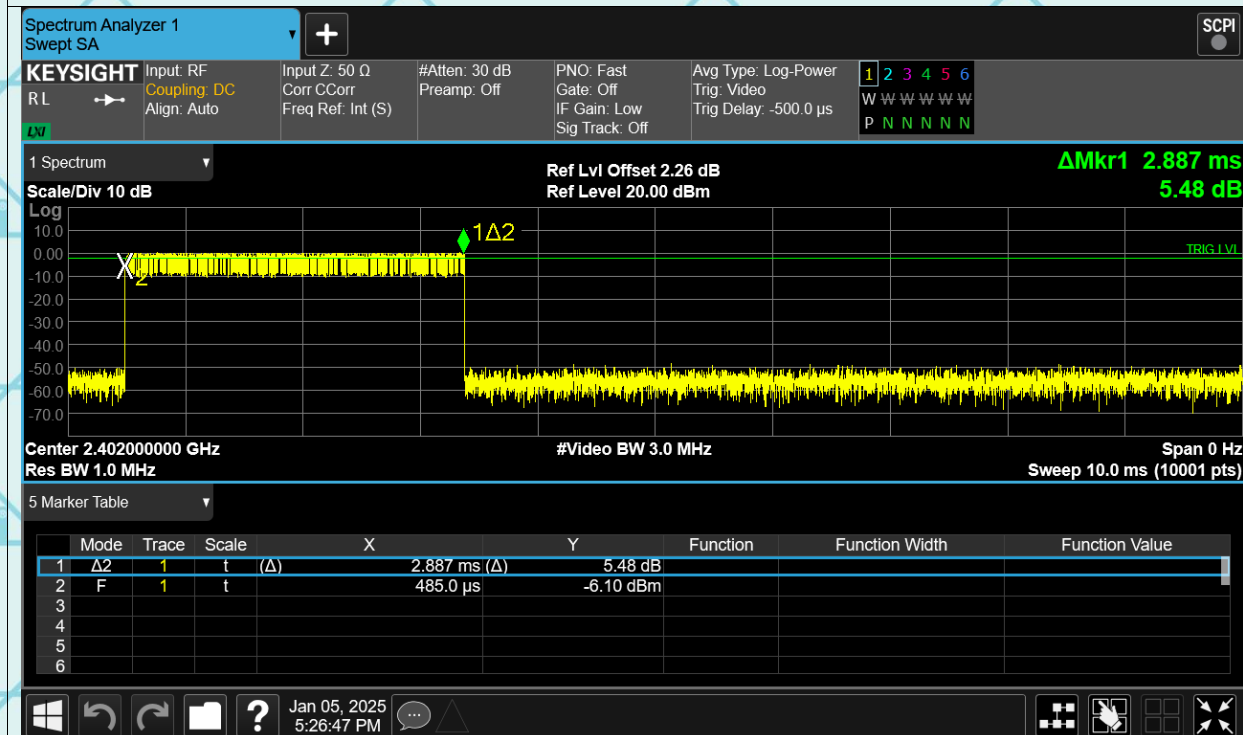 Spectrum Analyzer 1
Swept SA
+
SCPI
KEYSIGHT
RL
LXI
Input: RF
Coupling: DC
Align: Auto
Input Z: 50 Ω
Corr CCorr
Freq Ref: Int (S)
#Atten: 30 dB
Preamp: Off
PNO: Fast
Gate: Off
IF Gain: Low
Sig Track: Off
Avg Type: Log-Power
Trig: Video
Trig Delay: -500.0 µs
1 2 3 4 5 6
W W W W W W
P N N N N N
1 Spectrum
Scale/Div 10 dB
Ref Lvl Offset 2.26 dB
Ref Level 20.00 dBm
ΔMkr1 2.887 ms
5.48 dB
Log
10.0
0.00
-10.0
-20.0
-30.0
-40.0
-50.0
-60.0
-70.0
1Δ2
X2
TRIG LVL
Center 2.402000000 GHz
#Video BW 3.0 MHz
Span 0 Hz
Res BW 1.0 MHz
Sweep 10.0 ms (10001 pts)
5 Marker Table
Mode Trace Scale X Y Function Function Width Function Value
1 Δ2 1 t (Δ) 2.887 ms (Δ) 5.48 dB
2 F 1 t 485.0 µs -6.10 dBm
3
4
5
6
?
Jan 05, 2025
5:26:47 PM